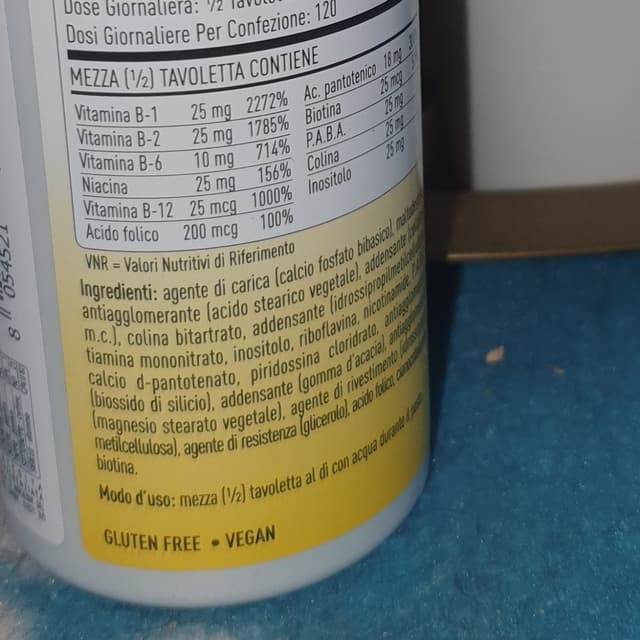 Dose Giornaliera: ½
Dosi Giornaliere Per Confezione: 120
MEZZA (½) TAVOLETTA CONTIENE
Vitamina B-1 25 mg 2272%
Vitamina B-2 25 mg 1785%
Vitamina B-6 10 mg 714%
Niacina 25 mg 156%
Vitamina B-12 25 mcg 1000%
Acido folico 200 mcg 100%
Ac. pantotenico 18 mg
Biotina 25 mcg
P.A.B.A. 25 mg
Colina 25 mg
Inositolo 25 mg
VNR = Valori Nutritivi di Riferimento
Ingredienti: agente di carica (calcio fosfato bibasico),
antiagglomerante (acido stearico vegetale), addensante
m.c.), colina bitartrato, addensante
tiamina mononitrato, inositolo, riboflavina, nicotinamide,
calcio d-pantotenato, piridossina cloridrato,
(biossido di silicio), addensante (gomma d'acacia),
(magnesio stearato vegetale), agente di rivestimento
metilcellulosa), agente di resistenza (glicerolo), acido folico,
biotina.
Modo d'uso: mezza (½) tavoletta al dì con acqua durante il
GLUTEN FREE • VEGAN
8 054521